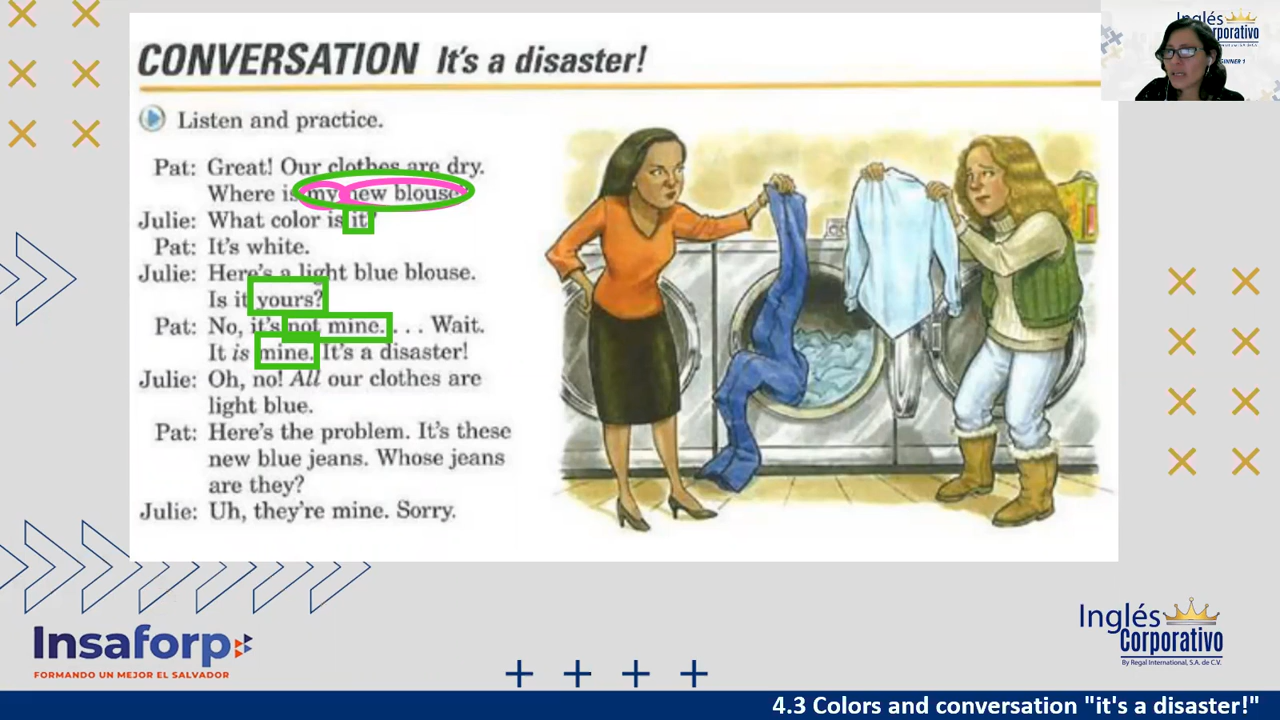 CONVERSATION It's a disaster!
Listen and practice.
Pat: Great! Our clothes are dry.
Where is my new blouse?
Julie: What color is it?
Pat: It's white.
Julie: Here's a light blue blouse.
Is it yours?
Pat: No, it's not mine. . . . Wait.
It is mine. It's a disaster!
Julie: Oh, no! All our clothes are
light blue.
Pat: Here's the problem. It's these
new blue jeans. Whose jeans
are they?
Julie: Uh, they're mine. Sorry.
Inglés
Corporativo
Insaforp
FORMANDO UN MEJOR EL SALVADOR
Inglés
Corporativo
By Regal International, S.A. de C.V.
4.3 Colors and conversation "it's a disaster!"